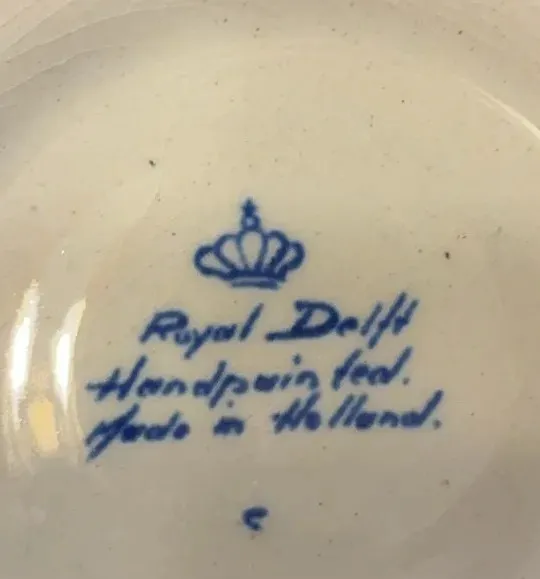 Royal Delft
Handpainted.
Made in Holland.
e